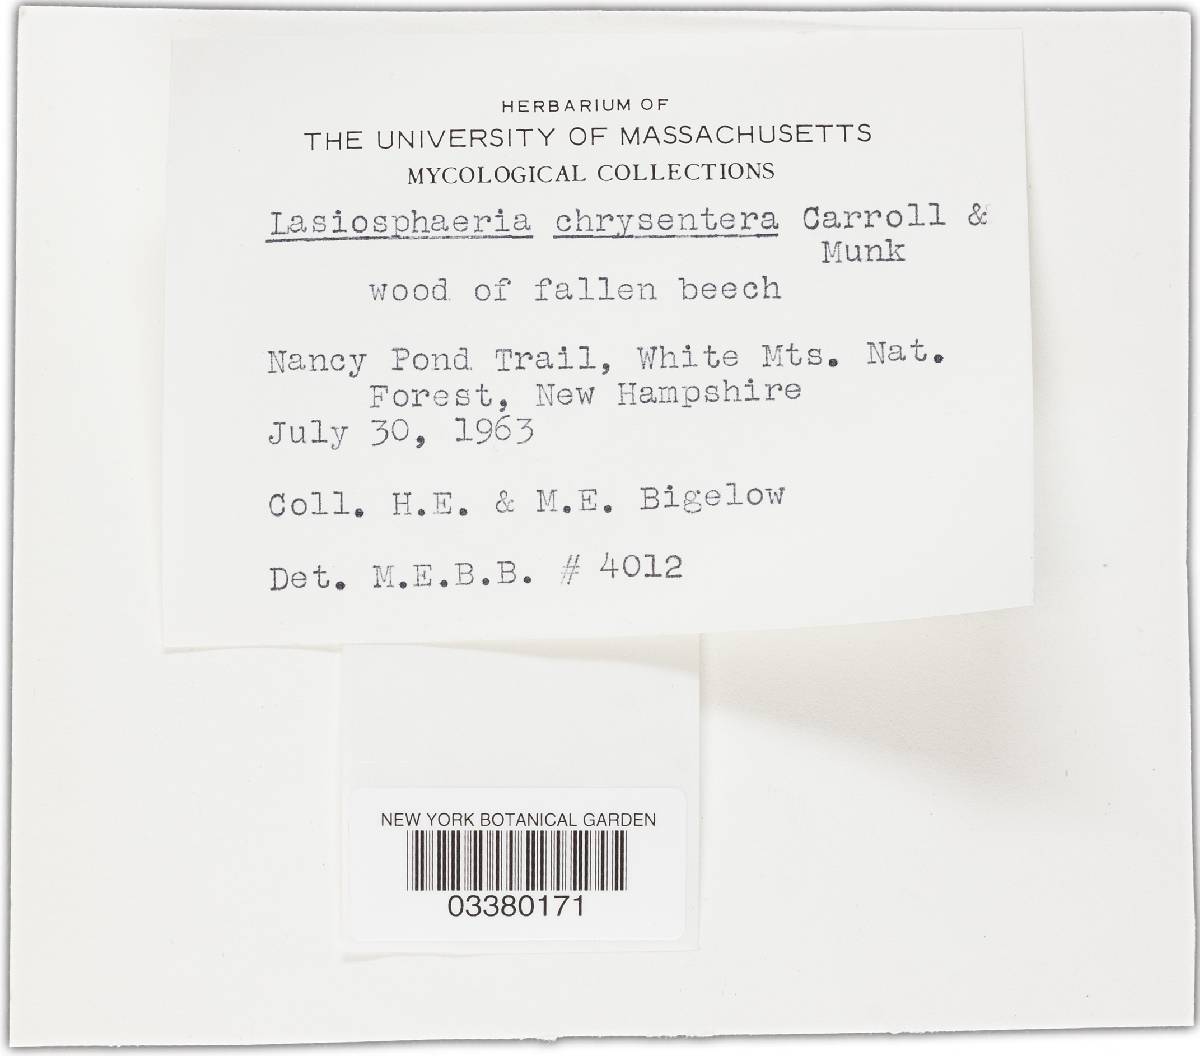 HERBARIUM OF
THE UNIVERSITY OF MASSACHUSETTS
MYCOLOGICAL COLLECTIONS
Lasiosphaeria chrysentera Carroll &
Munk
wood of fallen beech
Nancy Pond Trail, White Mts. Nat.
Forest, New Hampshire
July 30, 1963
Coll. H.E. & M.E. Bigelow
Det. M.E.B.B. # 4012
NEW YORK BOTANICAL GARDEN
03380171